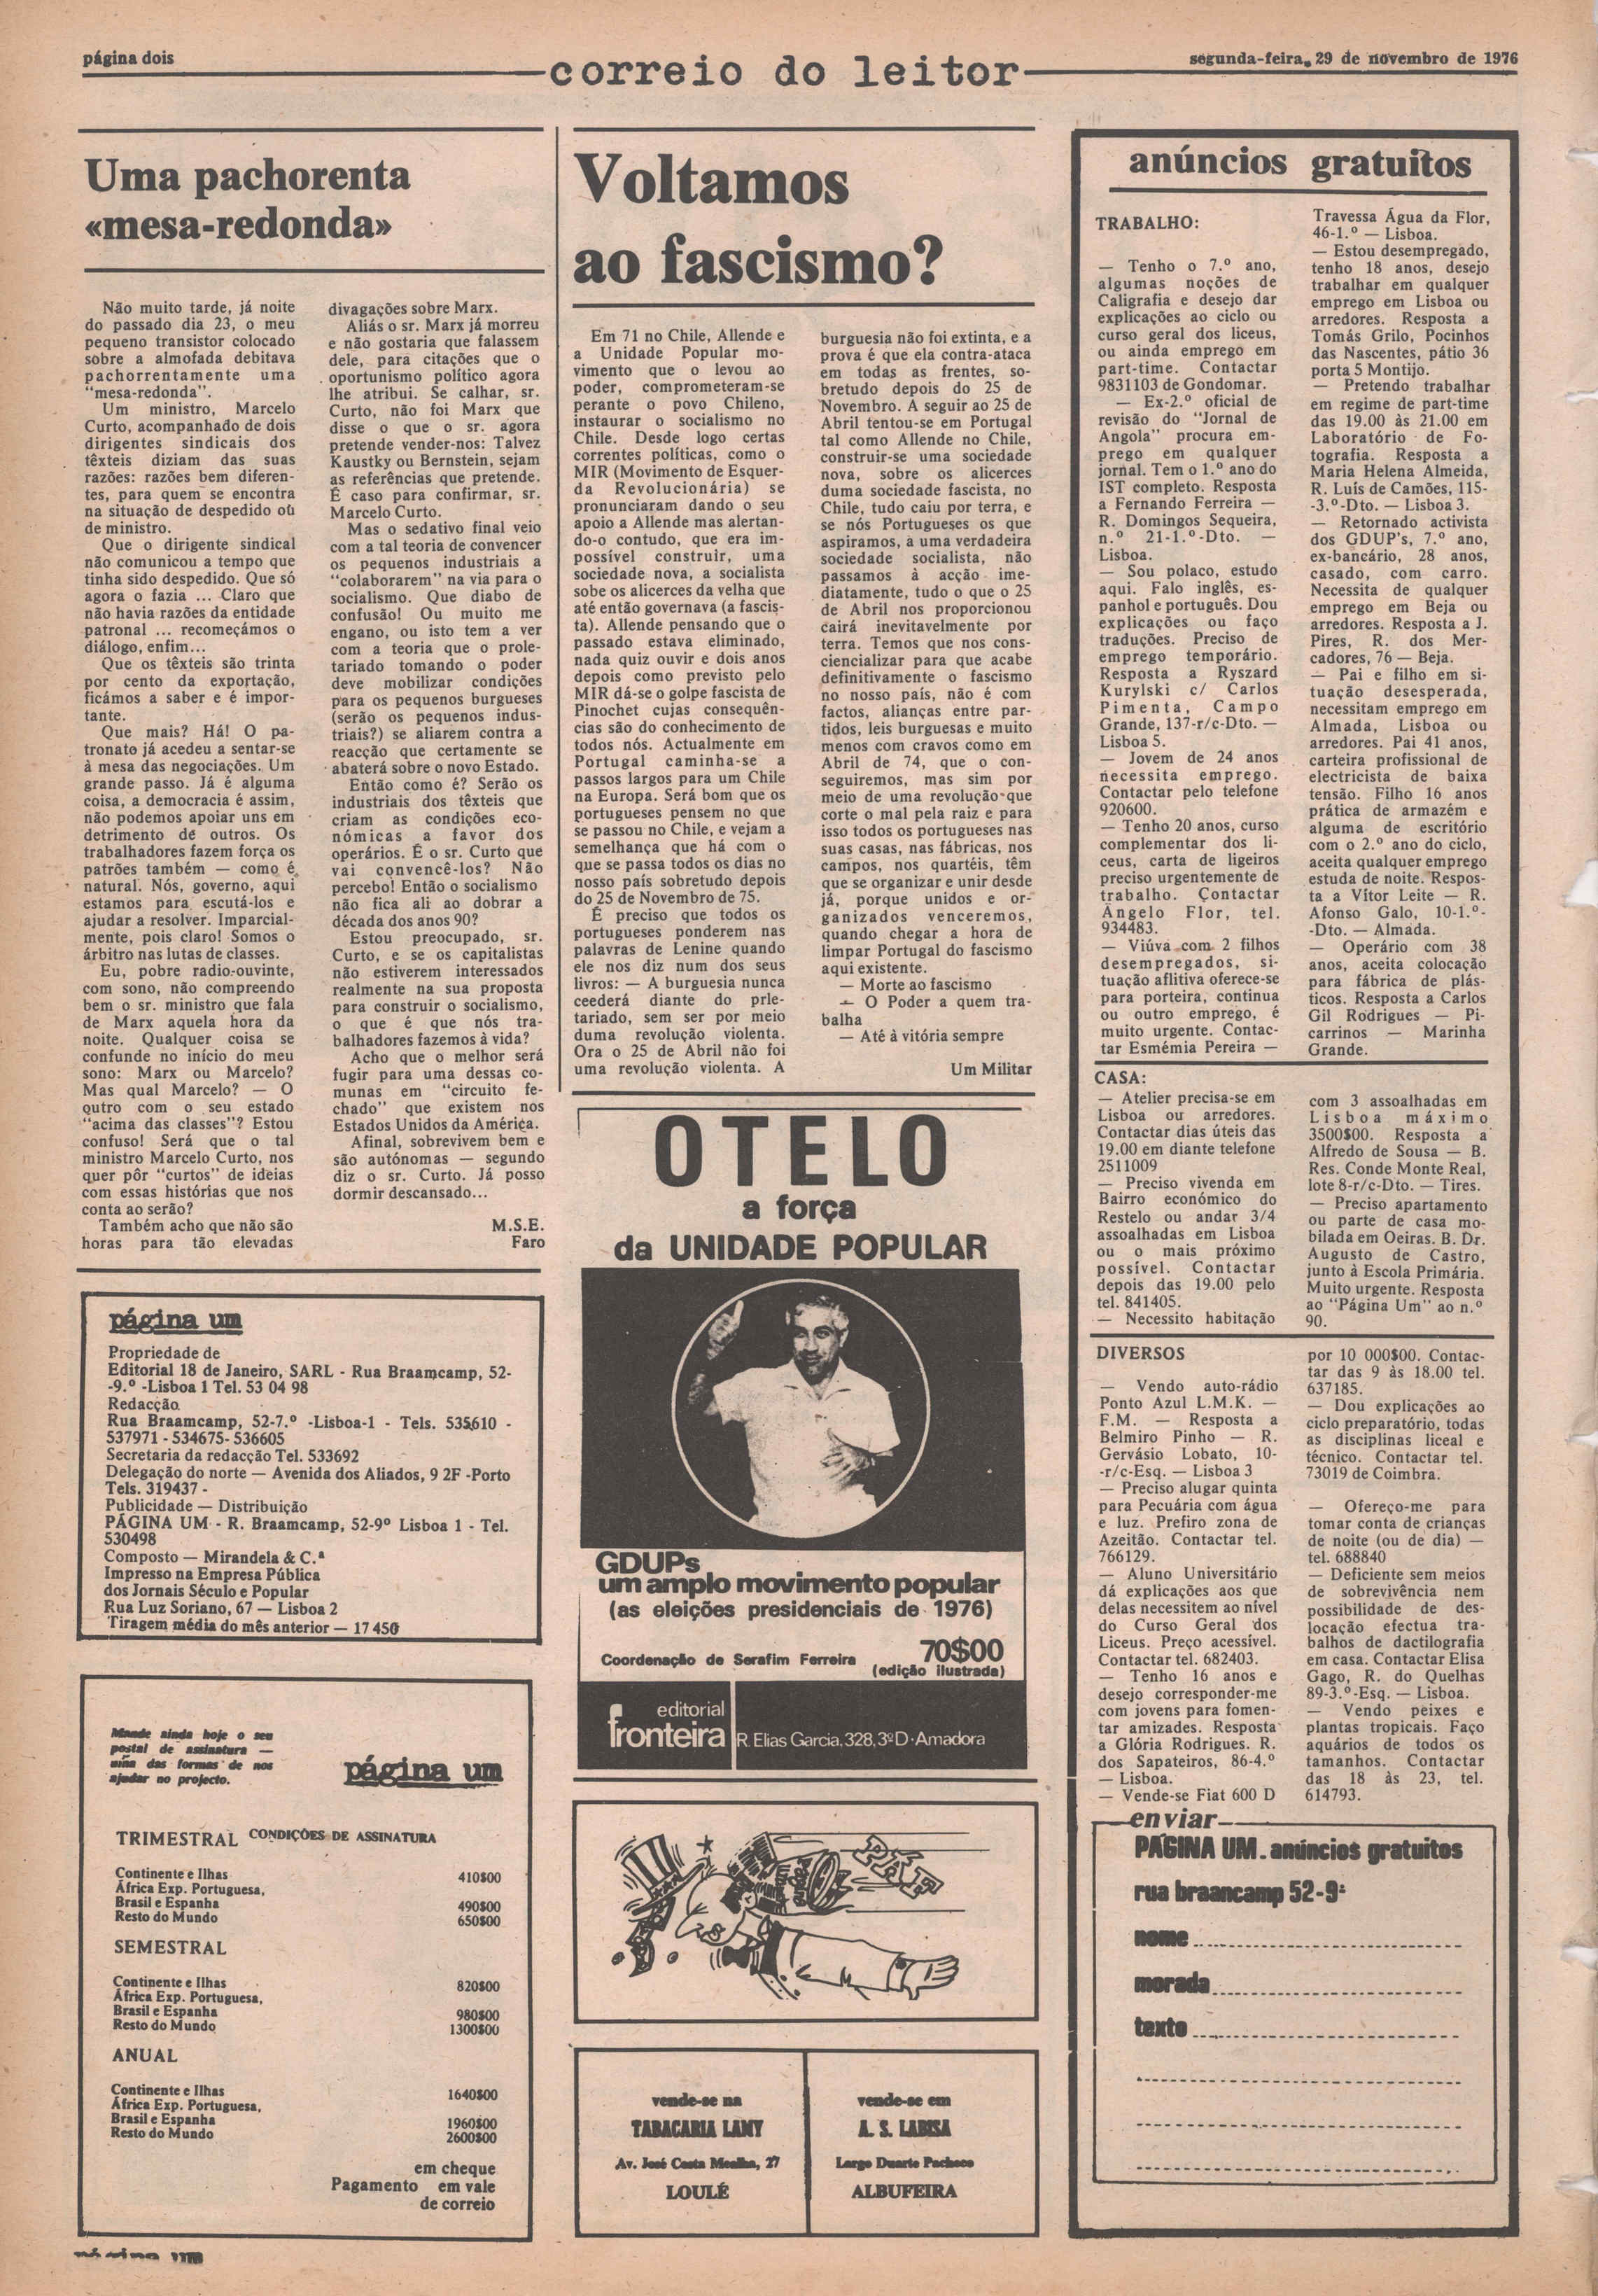 página dois
correio do leitor
segunda-feira, 29 de novembro de 1976
Uma pachorenta
«mesa-redonda»
Não muito tarde, já noite
do passado dia 23, o meu
pequeno transistor colocado
sobre a almofada debitava
pachorrentamente uma
"mesa-redonda".
Um ministro, Marcelo
Curto, acompanhado de dois
dirigentes sindicais dos
têxteis diziam das suas
razões: razões bem diferen-
tes, para quem se encontra
na situação de despedido ou
de ministro.
Que o dirigente sindical
não comunicou a tempo que
tinha sido despedido. Que só
agora o fazia ... Claro que
não havia razões da entidade
patronal ... recomeçámos o
diálogo, enfim...
Que os têxteis são trinta
por cento da exportação,
ficámos a saber e é impor-
tante.
Que mais? Há! O pa-
tronato já acedeu a sentar-se
à mesa das negociações. Um
grande passo. Já é alguma
coisa, a democracia é assim,
não podemos apoiar uns em
detrimento de outros. Os
trabalhadores fazem força os
patrões também — como é
natural. Nós, governo, aqui
estamos para escutá-los e
ajudar a resolver. Imparcial-
mente, pois claro! Somos o
árbitro nas lutas de classes.
Eu, pobre radio-ouvinte,
com sono, não compreendo
bem o sr. ministro que fala
de Marx aquela hora da
noite. Qualquer coisa se
confunde no início do meu
sono: Marx ou Marcelo?
Mas qual Marcelo? — O
outro com o seu estado
"acima das classes"? Estou
confuso! Será que o tal
ministro Marcelo Curto, nos
quer pôr "curtos" de ideias
com essas histórias que nos
conta ao serão?
Também acho que não são
horas para tão elevadas
divagações sobre Marx.
Aliás o sr. Marx já morreu
e não gostaria que falassem
dele, para citações que o
oportunismo político agora
lhe atribui. Se calhar, sr.
Curto, não foi Marx que
disse o que o sr. agora
pretende vender-nos: Talvez
Kaustky ou Bernstein, sejam
as referências que pretende.
É caso para confirmar, sr.
Marcelo Curto.
Mas o sedativo final veio
com a tal teoria de convencer
os pequenos industriais a
"colaborarem" na via para o
socialismo. Que diabo de
confusão! Ou muito me
engano, ou isto tem a ver
com a teoria que o prole-
tariado tomando o poder
deve mobilizar condições
para os pequenos burgueses
(serão os pequenos indus-
triais?) se aliarem contra a
reacção que certamente se
abaterá sobre o novo Estado.
Então como é? Serão os
industriais dos têxteis que
criam as condições eco-
nómicas a favor dos
operários. É o sr. Curto que
vai convencê-los? Não
percebo! Então o socialismo
não fica ali ao dobrar a
década dos anos 90?
Estou preocupado, sr.
Curto, e se os capitalistas
não estiverem interessados
realmente na sua proposta
para construir o socialismo,
o que é que nós tra-
balhadores fazemos à vida?
Acho que o melhor será
fugir para uma dessas co-
munas em "circuito fe-
chado" que existem nos
Estados Unidos da América.
Afinal, sobrevivem bem e
são autónomas — segundo
diz o sr. Curto. Já posso
dormir descansado...
M.S.E.
Faro
Voltamos
ao fascismo?
Em 71 no Chile, Allende e
a Unidade Popular mo-
vimento que o levou ao
poder, comprometeram-se
perante o povo Chileno,
instaurar o socialismo no
Chile. Desde logo certas
correntes políticas, como o
MIR (Movimento de Esquer-
da Revolucionária) se
pronunciaram dando o seu
apoio a Allende mas alertan-
do-o contudo, que era im-
possível construir, uma
sociedade nova, a socialista
sobe os alicerces da velha que
até então governava (a fascis-
ta). Allende pensando que o
passado estava eliminado,
nada quiz ouvir e dois anos
depois como previsto pelo
MIR dá-se o golpe fascista de
Pinochet cujas consequên-
cias são do conhecimento de
todos nós. Actualmente em
Portugal caminha-se a
passos largos para um Chile
na Europa. Será bom que os
portugueses pensem no que
se passou no Chile, e vejam a
semelhança que há com o
que se passa todos os dias no
nosso país sobretudo depois
do 25 de Novembro de 75.
É preciso que todos os
portugueses ponderem nas
palavras de Lenine quando
ele nos diz num dos seus
livros: — A burguesia nunca
ceederá diante do prle-
tariado, sem ser por meio
duma revolução violenta.
Ora o 25 de Abril não foi
uma revolução violenta. A
burguesia não foi extinta, e a
prova é que ela contra-ataca
em todas as frentes, so-
bretudo depois do 25 de
Novembro. A seguir ao 25 de
Abril tentou-se em Portugal
tal como Allende no Chile,
construir-se uma sociedade
nova, sobre os alicerces
duma sociedade fascista, no
Chile, tudo caiu por terra, e
se nós Portugueses os que
aspiramos, a uma verdadeira
sociedade socialista, não
passamos à acção ime-
diatamente, tudo o que o 25
de Abril nos proporcionou
cairá inevitavelmente por
terra. Temos que nos cons-
ciencializar para que acabe
definitivamente o fascismo
no nosso país, não é com
factos, alianças entre par-
tidos, leis burguesas e muito
menos com cravos como em
Abril de 74, que o con-
seguiremos, mas sim por
meio de uma revolução que
corte o mal pela raiz e para
isso todos os portugueses nas
suas casas, nas fábricas, nos
campos, nos quartéis, têm
que se organizar e unir desde
já, porque unidos e or-
ganizados venceremos,
quando chegar a hora de
limpar Portugal do fascismo
aqui existente.
— Morte ao fascismo
— O Poder a quem tra-
balha
— Até à vitória sempre
Um Militar
anúncios gratuitos
TRABALHO:
— Tenho o 7.º ano,
algumas noções de
Caligrafia e desejo dar
explicações ao ciclo ou
curso geral dos liceus,
ou ainda emprego em
part-time. Contactar
9831103 de Gondomar.
— Ex-2.º oficial de
revisão do "Jornal de
Angola" procura em-
prego em qualquer
jornal. Tem o 1.º ano do
IST completo. Resposta
a Fernando Ferreira —
R. Domingos Sequeira,
n.º 21-1.º-Dto. —
Lisboa.
— Sou polaco, estudo
aqui. Falo inglês, es-
panhol e português. Dou
explicações ou faço
traduções. Preciso de
emprego temporário.
Resposta a Ryszard
Kurylski c/ Carlos
Pimenta, Campo
Grande, 137-r/c-Dto. —
Lisboa 5.
— Jovem de 24 anos
necessita emprego.
Contactar pelo telefone
920600.
— Tenho 20 anos, curso
complementar dos li-
ceus, carta de ligeiros
preciso urgentemente de
trabalho. Contactar
Ângelo Flor, tel.
934483.
— Viúva com 2 filhos
desempregados, si-
tuação aflitiva oferece-se
para porteira, continua
ou outro emprego, é
muito urgente. Contac-
tar Esmémia Pereira —
Travessa Água da Flor,
46-1.º — Lisboa.
— Estou desempregado,
tenho 18 anos, desejo
trabalhar em qualquer
emprego em Lisboa ou
arredores. Resposta a
Tomás Grilo, Pocinhos
das Nascentes, pátio 36
porta 5 Montijo.
— Pretendo trabalhar
em regime de part-time
das 19.00 às 21.00 em
Laboratório de Fo-
tografia. Resposta a
Maria Helena Almeida,
R. Luís de Camões, 115-
-3.º-Dto. — Lisboa 3.
— Retornado activista
dos GDUP's, 7.º ano,
ex-bancário, 28 anos,
casado, com carro.
Necessita de qualquer
emprego em Beja ou
arredores. Resposta a J.
Pires, R. dos Mer-
cadores, 76 — Beja.
— Pai e filho em si-
tuação desesperada,
necessitam emprego em
Almada, Lisboa ou
arredores. Pai 41 anos,
carteira profissional de
electricista de baixa
tensão. Filho 16 anos
prática de armazém e
alguma de escritório
com o 2.º ano do ciclo,
aceita qualquer emprego
estuda de noite. Respos-
ta a Vítor Leite — R.
Afonso Galo, 10-1.º-
-Dto. — Almada.
— Operário com 38
anos, aceita colocação
para fábrica de plás-
ticos. Resposta a Carlos
Gil Rodrigues — Pi-
carrinos — Marinha
Grande.
CASA:
— Atelier precisa-se em
Lisboa ou arredores.
Contactar dias úteis das
19.00 em diante telefone
2511009
— Preciso vivenda em
Bairro económico do
Restelo ou andar 3/4
assoalhadas em Lisboa
ou o mais próximo
possível. Contactar
depois das 19.00 pelo
tel. 841405.
— Necessito habitação
com 3 assoalhadas em
Lisboa máximo
3500$00. Resposta a
Alfredo de Sousa — B.
Res. Conde Monte Real,
lote 8-r/c-Dto. — Tires.
— Preciso apartamento
ou parte de casa mo-
bilada em Oeiras. B. Dr.
Augusto de Castro,
junto à Escola Primária.
Muito urgente. Resposta
ao "Página Um" ao n.º
90.
DIVERSOS
— Vendo auto-rádio
Ponto Azul L.M.K. —
F.M. — Resposta a
Belmiro Pinho — R.
Gervásio Lobato, 10-
-r/c-Esq. — Lisboa 3
— Preciso alugar quinta
para Pecuária com água
e luz. Prefiro zona de
Azeitão. Contactar tel.
766129.
— Aluno Universitário
dá explicações aos que
delas necessitem ao nível
do Curso Geral dos
Liceus. Preço acessível.
Contactar tel. 682403.
— Tenho 16 anos e
desejo corresponder-me
com jovens para fomen-
tar amizades. Resposta
a Glória Rodrigues. R.
dos Sapateiros, 86-4.º
— Lisboa.
— Vende-se Fiat 600 D
por 10 000$00. Contac-
tar das 9 às 18.00 tel.
637185.
— Dou explicações ao
ciclo preparatório, todas
as disciplinas liceal e
técnico. Contactar tel.
73019 de Coimbra.
— Ofereço-me para
tomar conta de crianças
de noite (ou de dia) —
tel. 688840
— Deficiente sem meios
de sobrevivência nem
possibilidade de des-
locação efectua tra-
balhos de dactilografia
em casa. Contactar Elisa
Gago, R. do Quelhas
89-3.º-Esq. — Lisboa.
— Vendo peixes e
plantas tropicais. Faço
aquários de todos os
tamanhos. Contactar
das 18 às 23, tel.
614793.
enviar
PÁGINA UM. anúncios gratuitos
rua braancamp 52-9º
nome
morada
texto
OTELO
a força
da UNIDADE POPULAR
GDUPs
um amplo movimento popular
(as eleições presidenciais de 1976)
Coordenação de Serafim Ferreira
70$00
(edição ilustrada)
editorial
fronteira
R. Elias Garcia, 328, 3º D · Amadora
PÁF
vende-se na
TABACARIA LAMY
Av. José Costa Mealha, 27
LOULÉ
vende-se em
A. S. LABISA
Largo Duarte Pacheco
ALBUFEIRA
página um
Propriedade de
Editorial 18 de Janeiro, SARL - Rua Braamcamp, 52-
-9.º -Lisboa 1 Tel. 53 04 98
Redacção
Rua Braamcamp, 52-7.º -Lisboa-1 - Tels. 535610 -
537971 - 534675- 536605
Secretaria da redacção Tel. 533692
Delegação do norte — Avenida dos Aliados, 9 2F -Porto
Tels. 319437 -
Publicidade — Distribuição
PÁGINA UM - R. Braamcamp, 52-9º Lisboa 1 - Tel.
530498
Composto — Mirandela & C.ª
Impresso na Empresa Pública
dos Jornais Século e Popular
Rua Luz Soriano, 67 — Lisboa 2
Tiragem média do mês anterior — 17 450
Mande ainda hoje o seu
postal de assinatura —
uma das formas de nos
ajudar no projecto.
página um
TRIMESTRAL CONDIÇÕES DE ASSINATURA
Continente e Ilhas 410$00
África Exp. Portuguesa,
Brasil e Espanha 490$00
Resto do Mundo 650$00
SEMESTRAL
Continente e Ilhas 820$00
África Exp. Portuguesa,
Brasil e Espanha 980$00
Resto do Mundo 1300$00
ANUAL
Continente e Ilhas 1640$00
África Exp. Portuguesa,
Brasil e Espanha 1960$00
Resto do Mundo 2600$00
em cheque
Pagamento em vale
de correio
página um